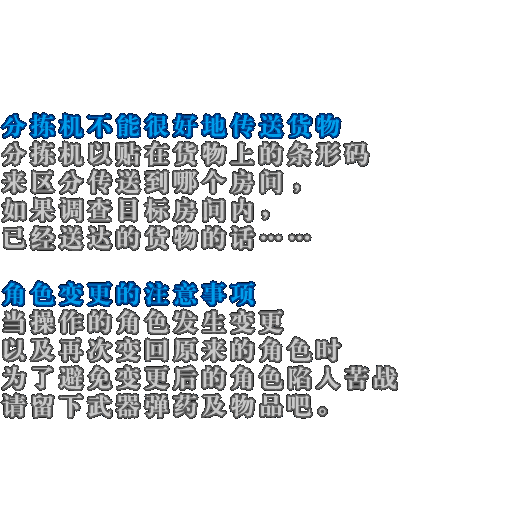 分拣机不能很好地传送货物
分拣机以贴在货物上的条形码
来区分传送到哪个房间，
如果调查目标房间内，
已经送达的货物的话……
角色变更的注意事项
当操作的角色发生变更
以及再次变回原来的角色时
为了避免变更后的角色陷入苦战
请留下武器弹药及物品吧。